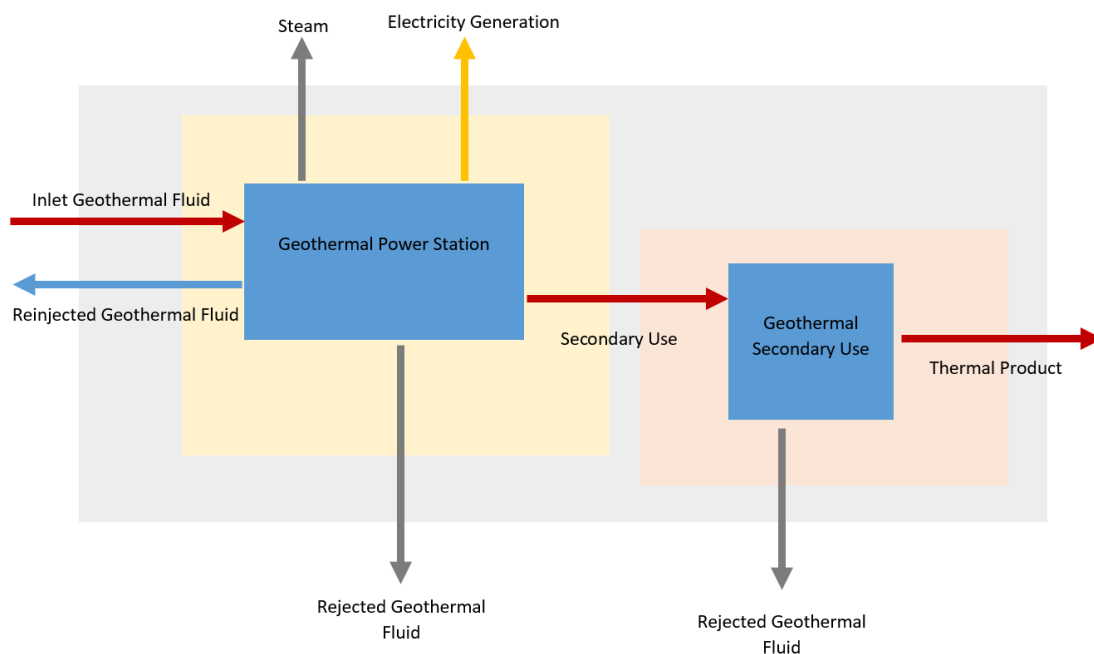 Steam
Electricity Generation
Inlet Geothermal Fluid
Geothermal Power Station
Reinjected Geothermal Fluid
Secondary Use
Geothermal
Secondary Use
Thermal Product
Rejected Geothermal
Fluid
Rejected Geothermal
Fluid